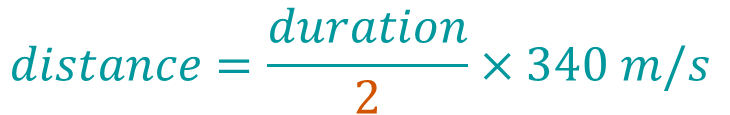 distance = duration / 2 × 340 m/s